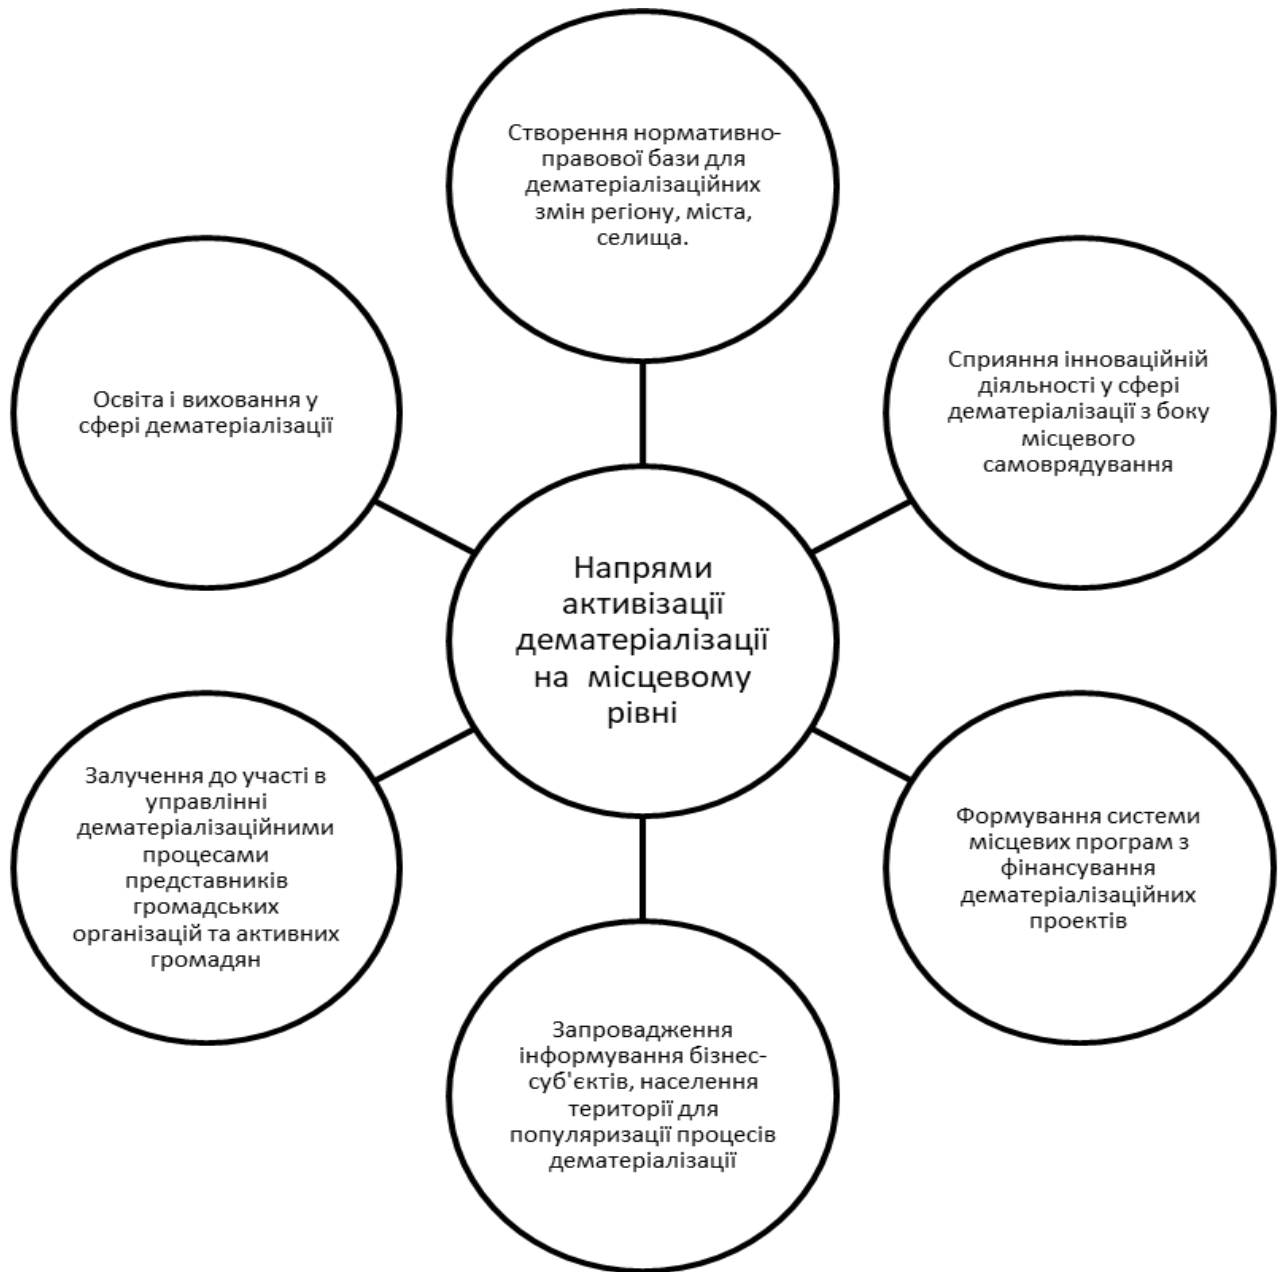 Створення нормативно-
правової бази для
дематеріалізаційних
змін регіону, міста,
селища.
Сприяння інноваційній
діяльності у сфері
дематеріалізації з боку
місцевого
самоврядування
Освіта і виховання у
сфері дематеріалізації
Напрями
активізації
дематеріалізації
на місцевому
рівні
Залучення до участі в
управлінні
дематеріалізаційними
процесами
представників
громадських
організацій та активних
громадян
Формування системи
місцевих програм з
фінансування
дематеріалізаційних
проектів
Запровадження
інформування бізнес-
суб'єктів, населення
території для
популяризації процесів
дематеріалізації